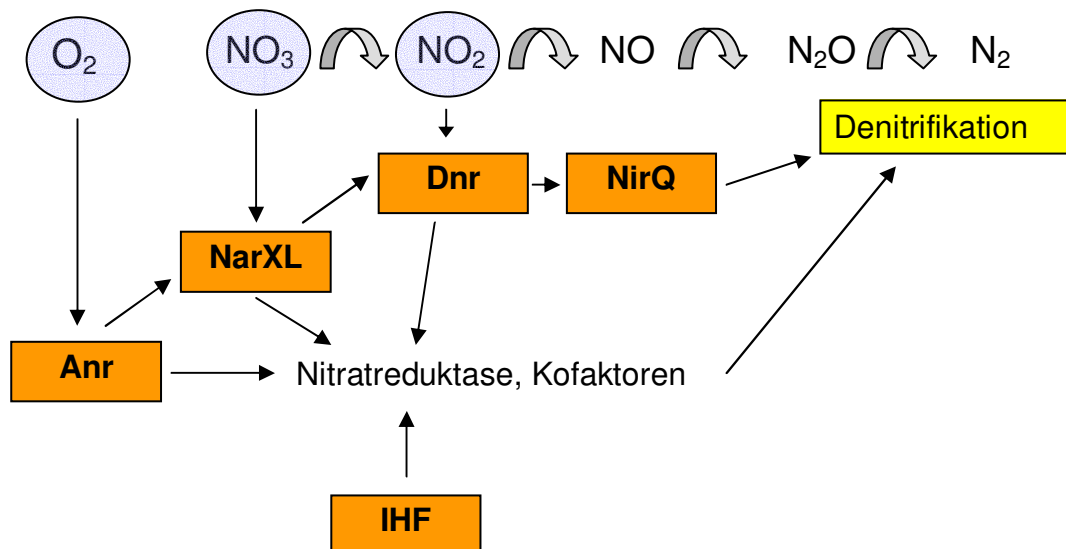 O₂ NO₃ NO₂ NO N₂O N₂
Denitrifikation
Dnr NirQ
NarXL
Anr
Nitratreduktase, Kofaktoren
IHF